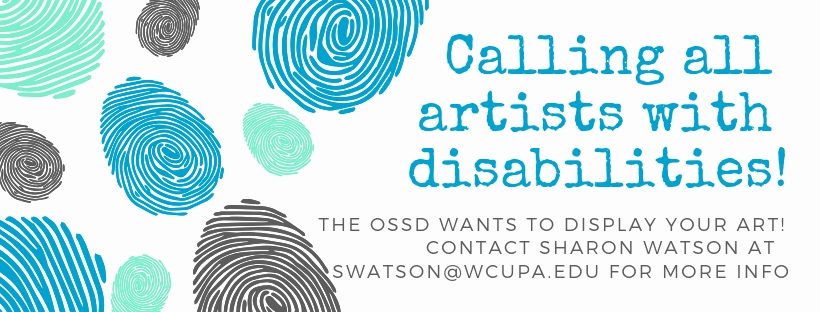 Calling all
artists with
disabilities!
THE OSSD WANTS TO DISPLAY YOUR ART!
CONTACT SHARON WATSON AT
SWATSON@WCUPA.EDU FOR MORE INFO